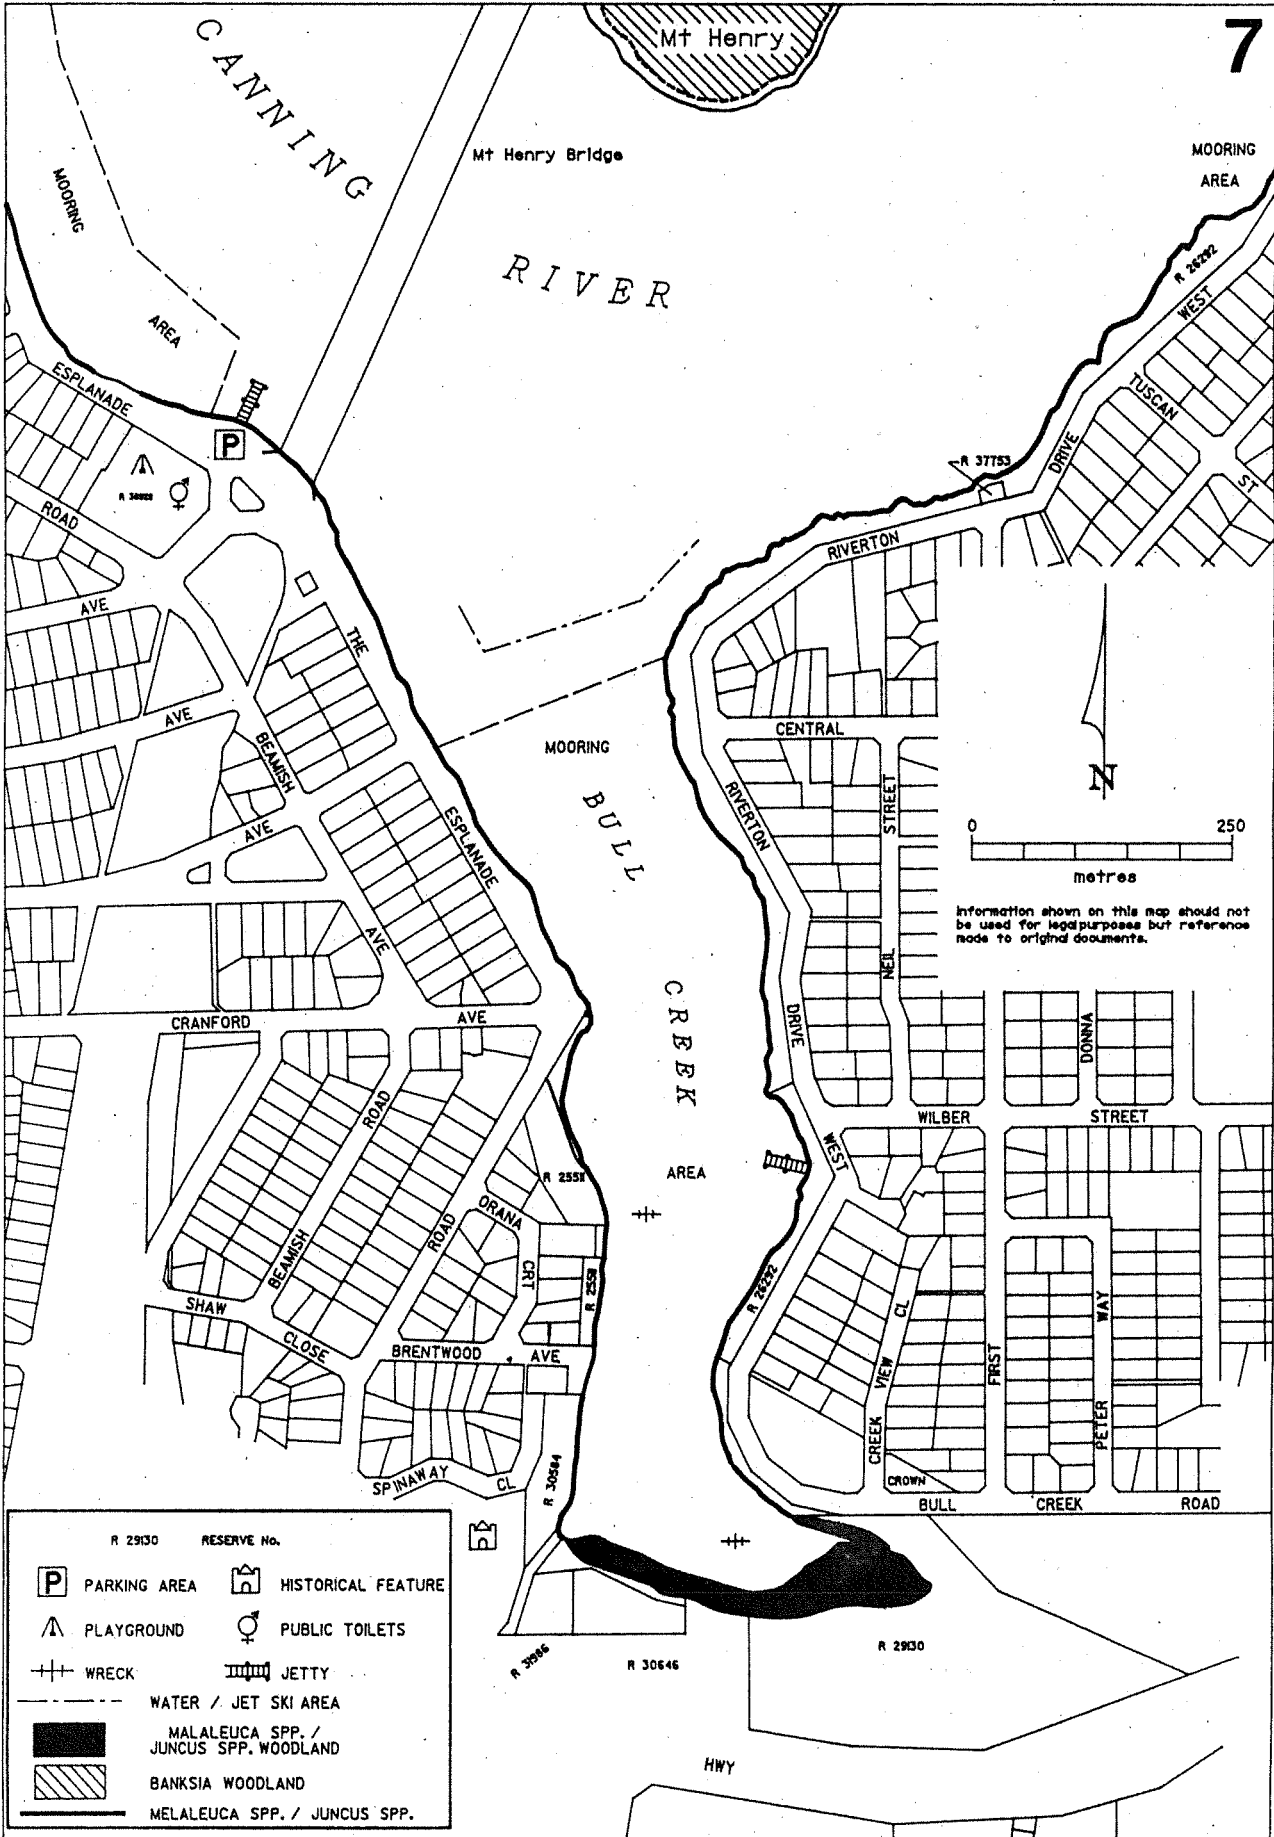 7
CANNING
Mt Henry
Mt Henry Bridge
MOORING
AREA
MOORING
AREA
RIVER
R 26292
WEST
TUSCAN
ST
DRIVE
R 37753
RIVERTON
ESPLANADE
P
ROAD
AVE
THE
AVE
BEAMISH
AVE
ESPLANADE
AVE
MOORING
BULL
CREEK
AREA
CENTRAL
RIVERTON
STREET
NEIL
DRIVE
WEST
N
0 250
metres
Information shown on this map should not
be used for legal purposes but reference
made to original documents.
DONNA
WILBER STREET
CRANFORD AVE
ROAD
BEAMISH
ROAD
ORANA
CRT
R 25511
R 25511
SHAW
CLOSE
BRENTWOOD AVE
SPINAWAY CL
R 30584
R 26292
CREEK VIEW CL
FIRST
PETER WAY
CROWN
BULL CREEK ROAD
R 31986
R 30646
R 29130
HWY
R 29130 RESERVE No.
P PARKING AREA
HISTORICAL FEATURE
PLAYGROUND
PUBLIC TOILETS
WRECK
JETTY
WATER / JET SKI AREA
MALALEUCA SPP. /
JUNCUS SPP. WOODLAND
BANKSIA WOODLAND
MELALEUCA SPP. / JUNCUS SPP.